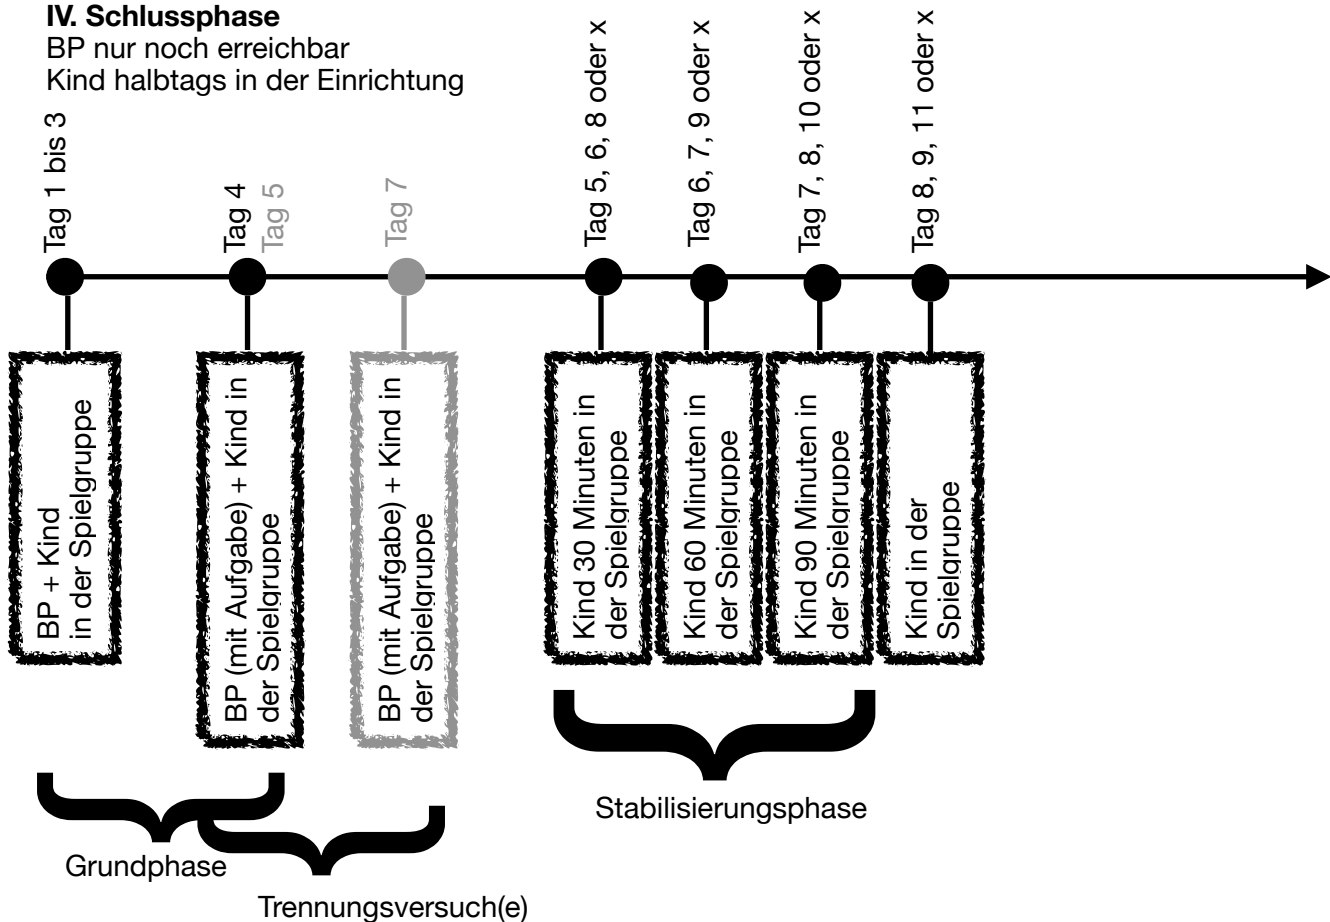 IV. Schlussphase
BP nur noch erreichbar
Kind halbtags in der Einrichtung
Tag 1 bis 3
Tag 4
Tag 5
Tag 7
Tag 5, 6, 8 oder x
Tag 6, 7, 9 oder x
Tag 7, 8, 10 oder x
Tag 8, 9, 11 oder x
BP + Kind
in der Spielgruppe
BP (mit Aufgabe) + Kind in
der Spielgruppe
BP (mit Aufgabe) + Kind in
der Spielgruppe
Kind 30 Minuten in
der Spielgruppe
Kind 60 Minuten in
der Spielgruppe
Kind 90 Minuten in
der Spielgruppe
Kind in der
Spielgruppe
Stabilisierungsphase
Grundphase
Trennungsversuch(e)